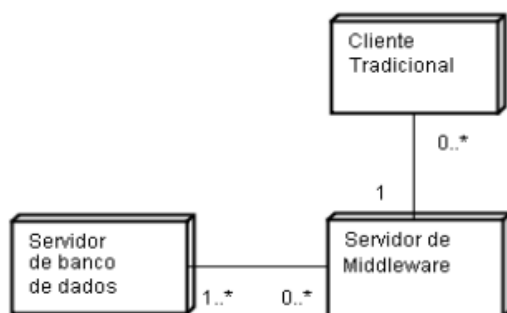 Cliente
Tradicional
0..*
1
Servidor
de banco
de dados
1..*
0..*
Servidor de
Middleware